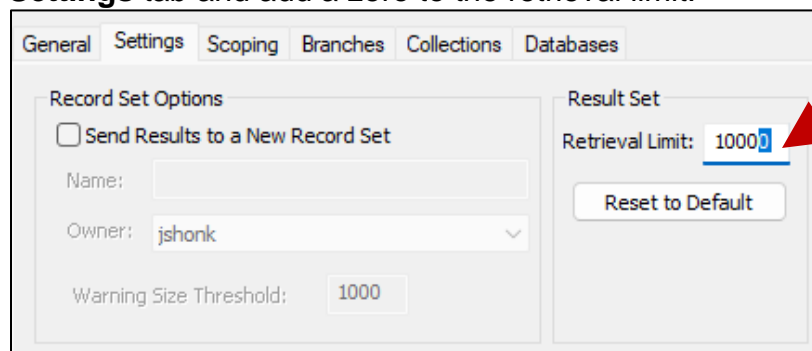 Settings tab and add a zero to the retrieval limit.
General Settings Scoping Branches Collections Databases
Record Set Options
Send Results to a New Record Set
Name:
Owner: jshonk
Warning Size Threshold: 1000
Result Set
Retrieval Limit: 10000
Reset to Default